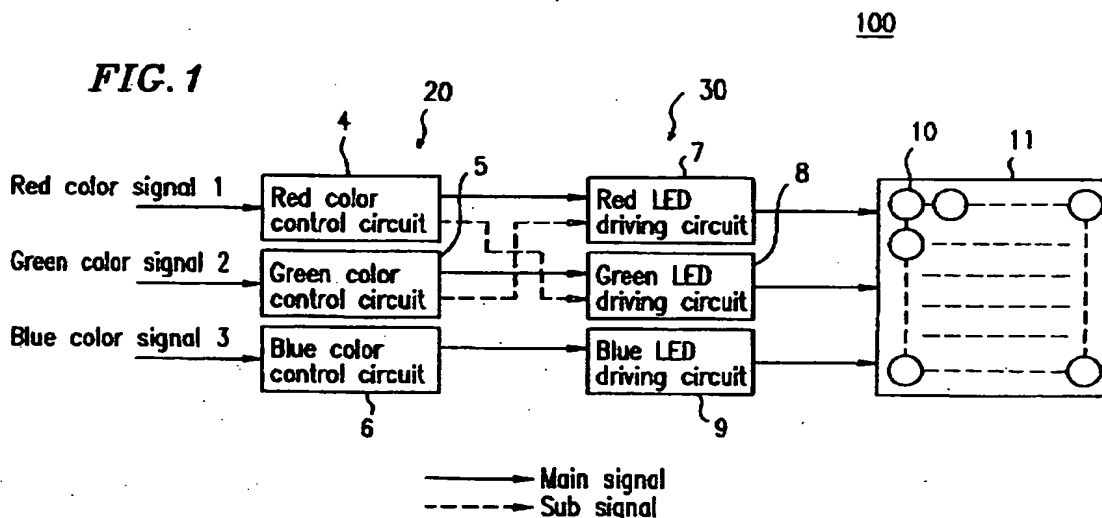 100
FIG. 1
20
30
4
5
7
8
10
11
Red color signal 1
Red color
control circuit
Red LED
driving circuit
Green color signal 2
Green color
control circuit
Green LED
driving circuit
Blue color signal 3
Blue color
control circuit
Blue LED
driving circuit
6
9
Main signal
Sub signal